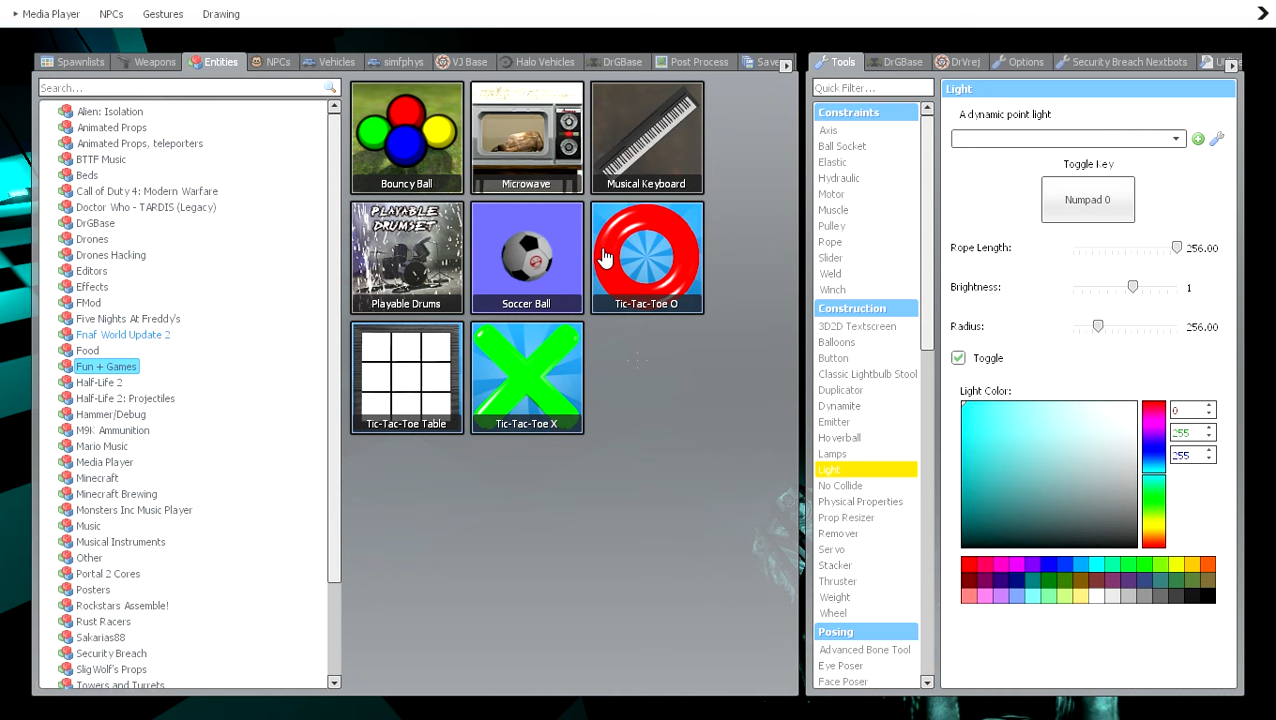 Media Player NPCs Gestures Drawing
Spawnlists Weapons Entities NPCs Vehicles simfphys VJ Base Halo Vehicles DrGBase Post Process Save
Search...
Alien: Isolation
Animated Props
Animated Props, teleporters
BTTF Music
Beds
Call of Duty 4: Modern Warfare
Doctor Who - TARDIS (Legacy)
DrGBase
Drones
Drones Hacking
Editors
Effects
FMod
Five Nights At Freddy's
Fnaf World Update 2
Food
Fun + Games
Half-Life 2
Half-Life 2: Projectiles
Hammer/Debug
M9K Ammunition
Mario Music
Media Player
Minecraft
Minecraft Brewing
Monsters Inc Music Player
Music
Musical Instruments
Other
Portal 2 Cores
Posters
Rockstars Assemble!
Rust Racers
Sakarias88
Security Breach
SligWolf's Props
Towers and Turrets
Bouncy Ball
Microwave
Musical Keyboard
PLAYABLE
DRUMSET
Playable Drums
Soccer Ball
Tic-Tac-Toe O
Tic-Tac-Toe Table
Tic-Tac-Toe X
Tools DRGBase DrVrej Options Security Breach Nextbots
Quick Filter...
Constraints
Axis
Ball Socket
Elastic
Hydraulic
Motor
Muscle
Pulley
Rope
Slider
Weld
Winch
Construction
3D2D Textscreen
Balloons
Button
Classic Lightbulb Stool
Duplicator
Dynamite
Emitter
Hoverball
Lamps
Light
No Collide
Physical Properties
Prop Resizer
Remover
Servo
Stacker
Thruster
Weight
Wheel
Posing
Advanced Bone Tool
Eye Poser
Face Poser
Light
A dynamic point light
Toggle Key
Numpad 0
Rope Length: 256.00
Brightness: 1
Radius: 256.00
Toggle
Light Color:
0
255
255